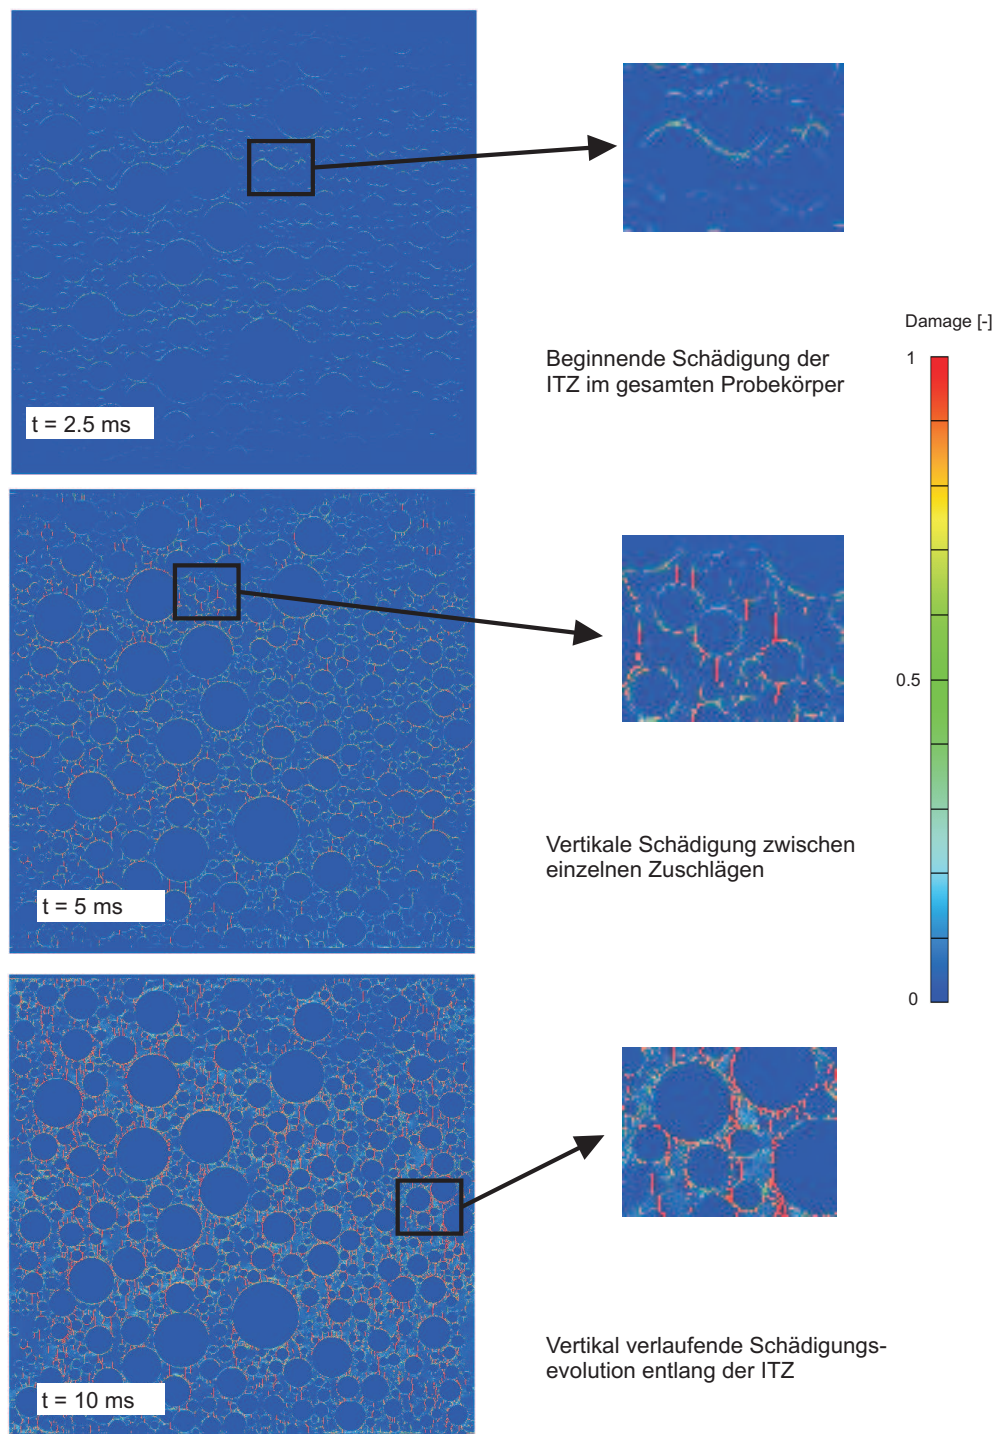 Damage [-]
1
Beginnende Schädigung der
ITZ im gesamten Probekörper
t = 2.5 ms
0.5
Vertikale Schädigung zwischen
einzelnen Zuschlägen
t = 5 ms
0
Vertikal verlaufende Schädigungs-
evolution entlang der ITZ
t = 10 ms